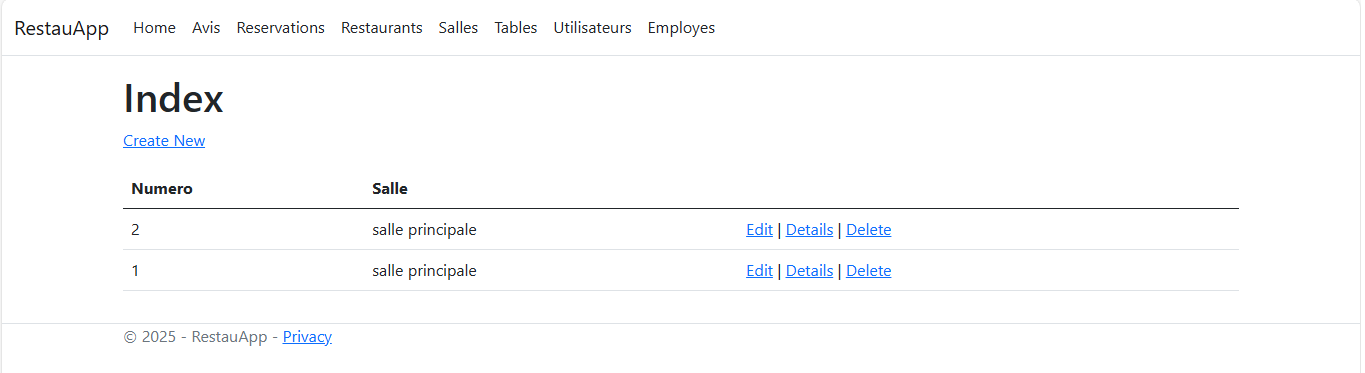 RestauApp Home Avis Reservations Restaurants Salles Tables Utilisateurs Employes
Index
Create New
Numero Salle
2 salle principale Edit | Details | Delete
1 salle principale Edit | Details | Delete
© 2025 - RestauApp - Privacy